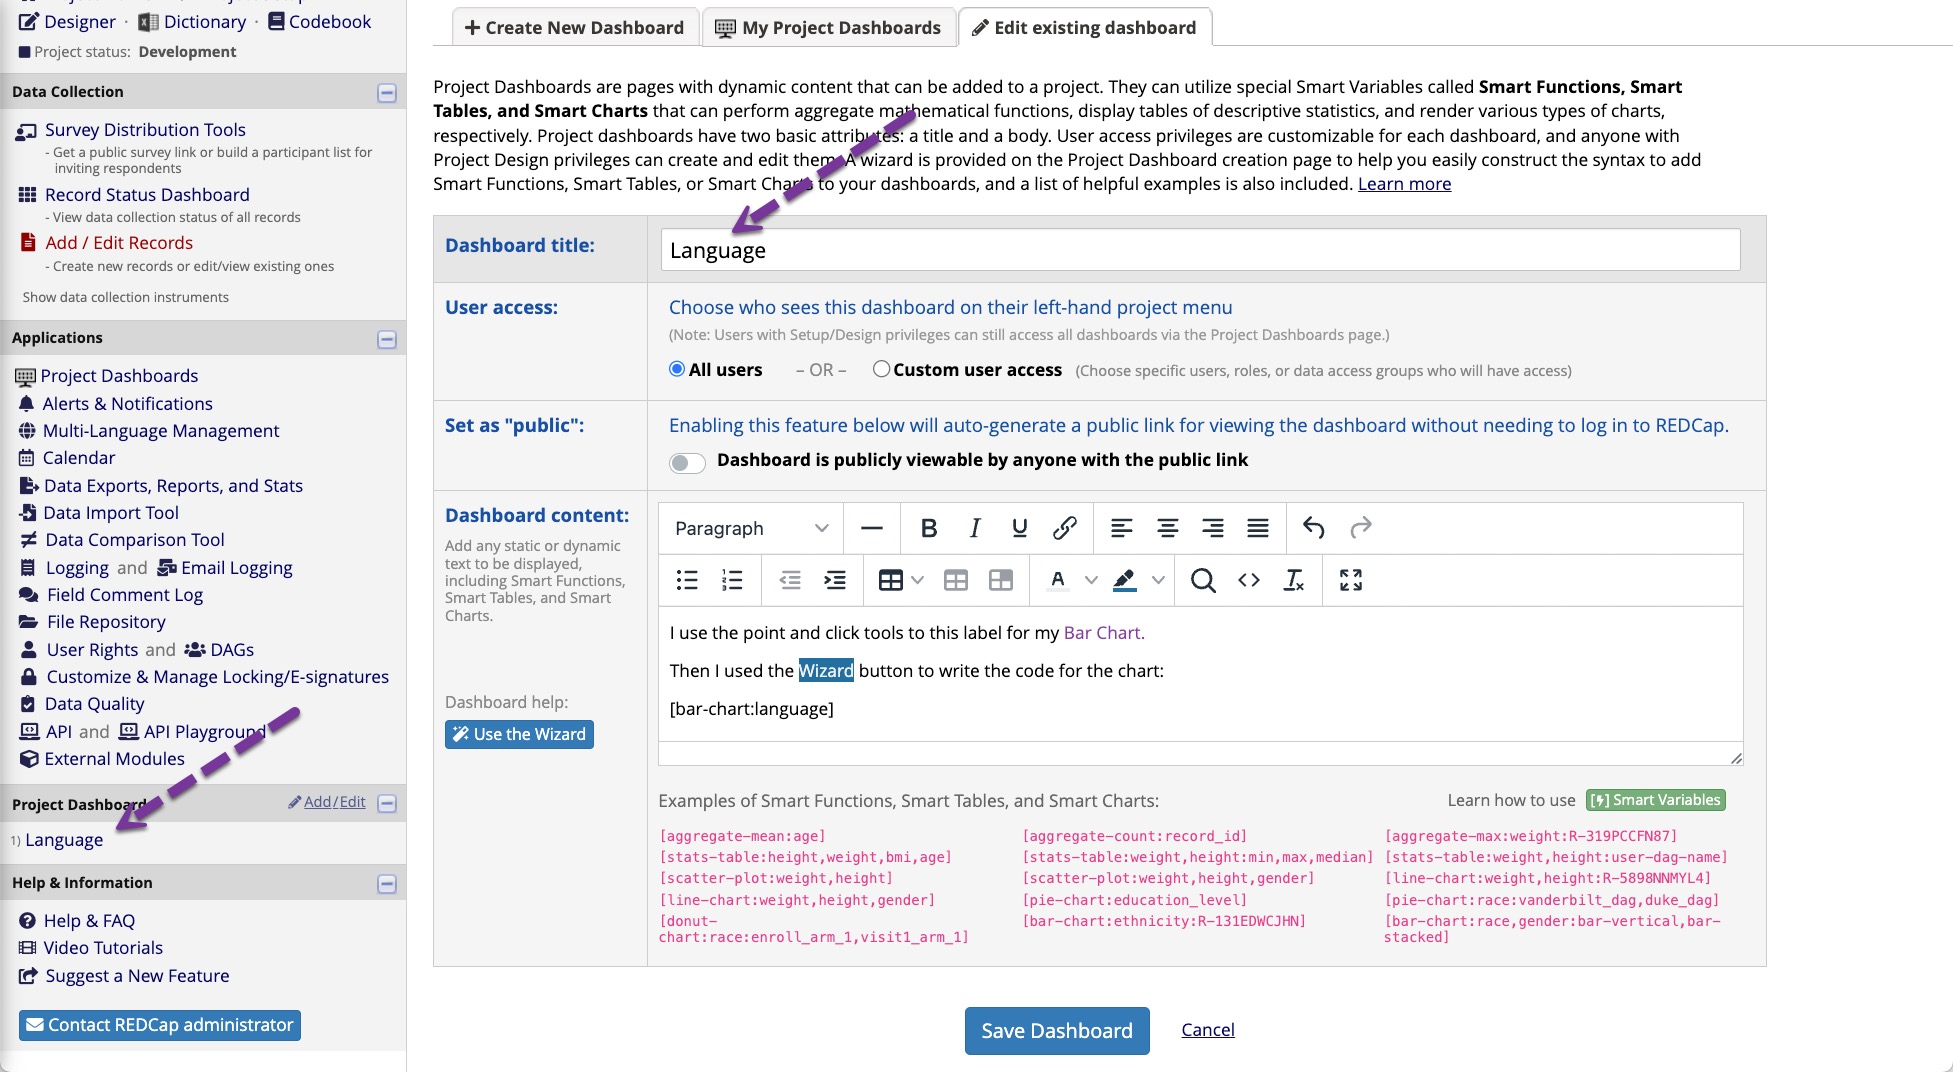 Designer · Dictionary · Codebook
Project status: Development
Data Collection
Survey Distribution Tools
- Get a public survey link or build a participant list for
inviting respondents
Record Status Dashboard
- View data collection status of all records
Add / Edit Records
- Create new records or edit/view existing ones
Show data collection instruments
Applications
Project Dashboards
Alerts & Notifications
Multi-Language Management
Calendar
Data Exports, Reports, and Stats
Data Import Tool
Data Comparison Tool
Logging and Email Logging
Field Comment Log
File Repository
User Rights and DAGs
Customize & Manage Locking/E-signatures
Data Quality
API and API Playground
External Modules
Project Dashboard Add/Edit
1) Language
Help & Information
Help & FAQ
Video Tutorials
Suggest a New Feature
Contact REDCap administrator
Create New Dashboard My Project Dashboards Edit existing dashboard
Project Dashboards are pages with dynamic content that can be added to a project. They can utilize special Smart Variables called Smart Functions, Smart
Tables, and Smart Charts that can perform aggregate mathematical functions, display tables of descriptive statistics, and render various types of charts,
respectively. Project dashboards have two basic attributes: a title and a body. User access privileges are customizable for each dashboard, and anyone with
Project Design privileges can create and edit them. A wizard is provided on the Project Dashboard creation page to help you easily construct the syntax to add
Smart Functions, Smart Tables, or Smart Charts to your dashboards, and a list of helpful examples is also included. Learn more
Dashboard title: Language
User access: Choose who sees this dashboard on their left-hand project menu
(Note: Users with Setup/Design privileges can still access all dashboards via the Project Dashboards page.)
All users – OR – Custom user access (Choose specific users, roles, or data access groups who will have access)
Set as "public": Enabling this feature below will auto-generate a public link for viewing the dashboard without needing to log in to REDCap.
Dashboard is publicly viewable by anyone with the public link
Dashboard content:
Add any static or dynamic
text to be displayed,
including Smart Functions,
Smart Tables, and Smart
Charts.
Dashboard help:
Use the Wizard
Paragraph
I use the point and click tools to this label for my Bar Chart.
Then I used the Wizard button to write the code for the chart:
[bar-chart:language]
Examples of Smart Functions, Smart Tables, and Smart Charts: Learn how to use [⚡] Smart Variables
[aggregate-mean:age] [aggregate-count:record_id] [aggregate-max:weight:R-319PCCFN87]
[stats-table:height,weight,bmi,age] [stats-table:weight,height:min,max,median] [stats-table:weight,height:user-dag-name]
[scatter-plot:weight,height] [scatter-plot:weight,height,gender] [line-chart:weight,height:R-5898NNMYL4]
[line-chart:weight,height,gender] [pie-chart:education_level] [pie-chart:race:vanderbilt_dag,duke_dag]
[donut- [bar-chart:ethnicity:R-131EDWCJHN] [bar-chart:race,gender:bar-vertical,bar-
chart:race:enroll_arm_1,visit1_arm_1] stacked]
Save Dashboard Cancel